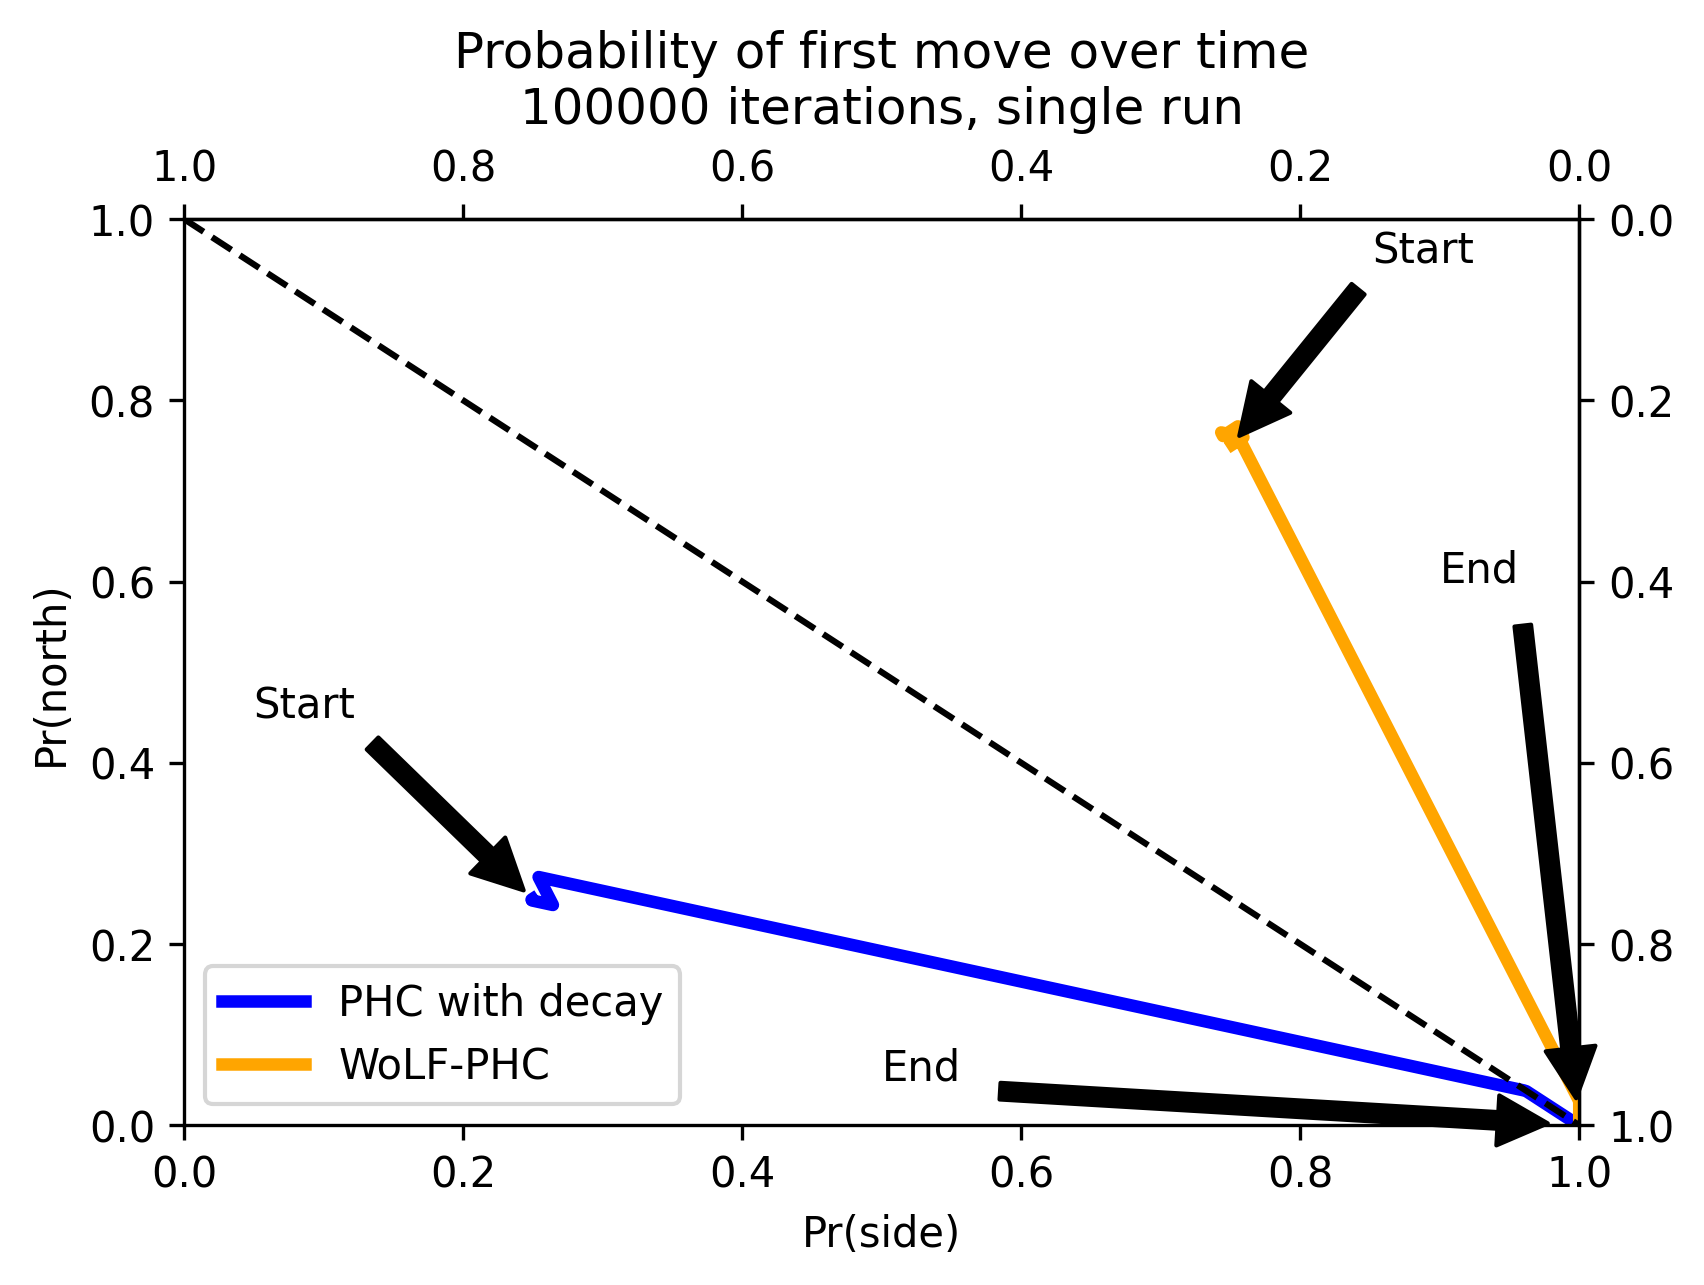 Probability of first move over time
100000 iterations, single run
1.0 0.8 0.6 0.4 0.2 0.0
1.0 0.0
Start
0.8 0.2
0.6 0.4
End
Pr(north)
Start
0.4 0.6
0.2 0.8
PHC with decay
WoLF-PHC
End
0.0 1.0
0.0 0.2 0.4 0.6 0.8 1.0
Pr(side)